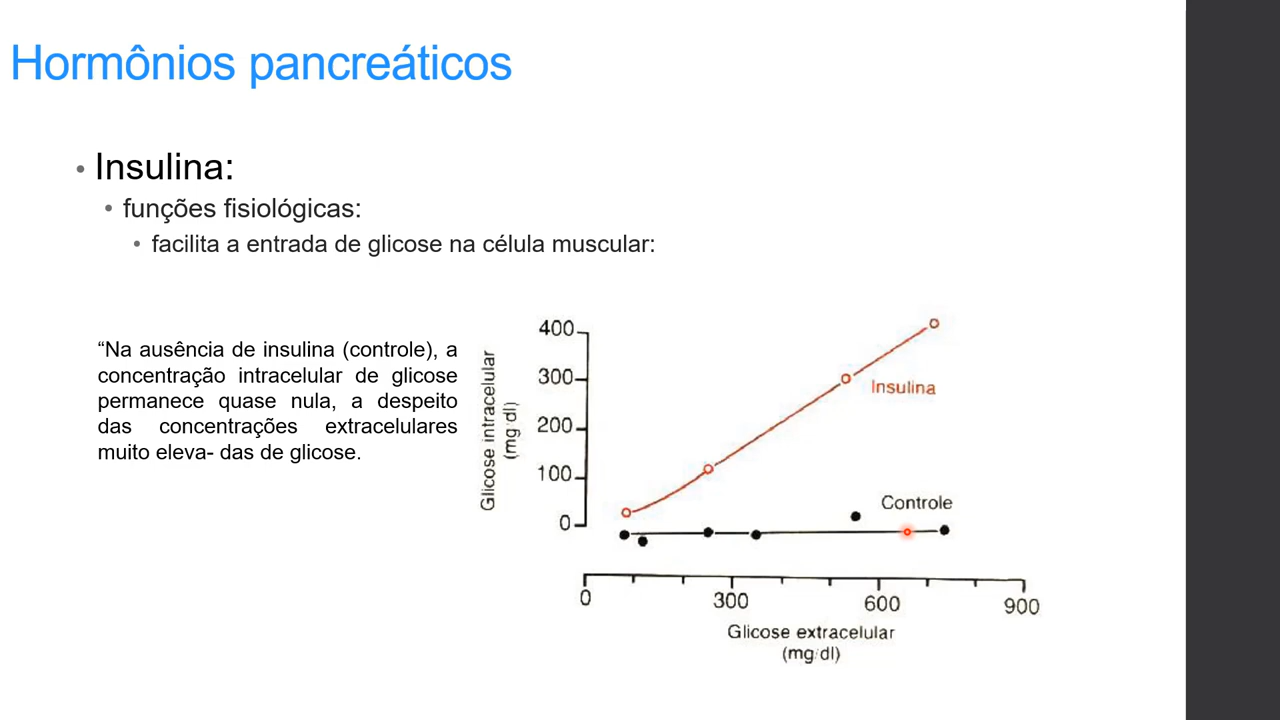 Hormônios pancreáticos
• Insulina:
• funções fisiológicas:
• facilita a entrada de glicose na célula muscular:
“Na ausência de insulina (controle), a
concentração intracelular de glicose
permanece quase nula, a despeito
das concentrações extracelulares
muito eleva- das de glicose.
Glicose intracelular
(mg/dl)
400
300
200
100
0
Insulina
Controle
0 300 600 900
Glicose extracelular
(mg/dl)